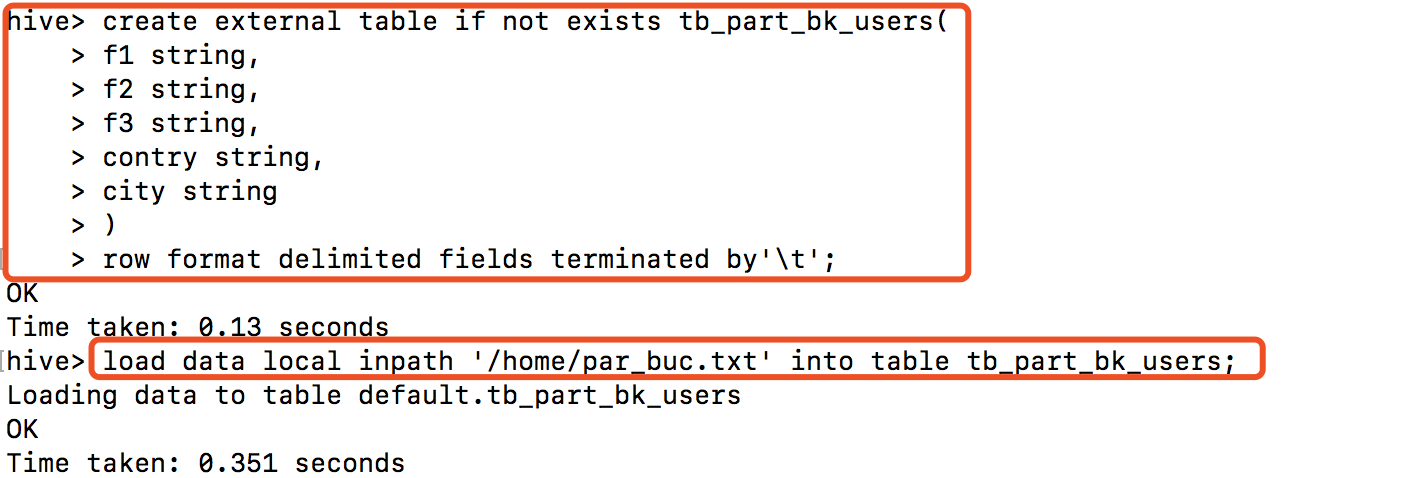 hive> create external table if not exists tb_part_bk_users(
    > f1 string,
    > f2 string,
    > f3 string,
    > contry string,
    > city string
    > )
    > row format delimited fields terminated by'\t';
OK
Time taken: 0.13 seconds
hive> load data local inpath '/home/par_buc.txt' into table tb_part_bk_users;
Loading data to table default.tb_part_bk_users
OK
Time taken: 0.351 seconds